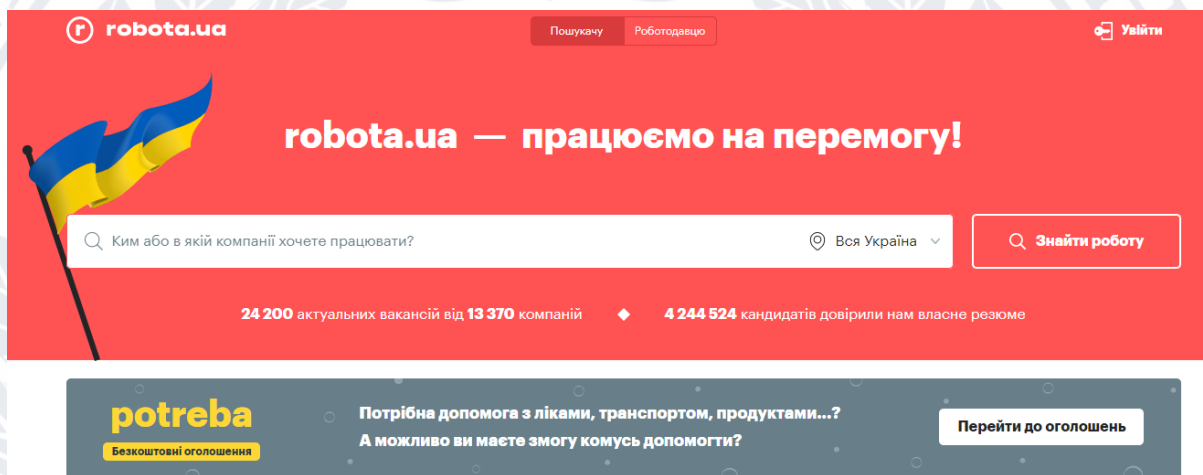 robota.ua
Пошукачу Роботодавцю
Увійти
robota.ua — працюємо на перемогу!
Ким або в якій компанії хочете працювати? Вся Україна Знайти роботу
24 200 актуальних вакансій від 13 370 компаній ◆ 4 244 524 кандидатів довірили нам власне резюме
potreba
Безкоштовні оголошення
Потрібна допомога з ліками, транспортом, продуктами...?
А можливо ви маєте змогу комусь допомогти?
Перейти до оголошень